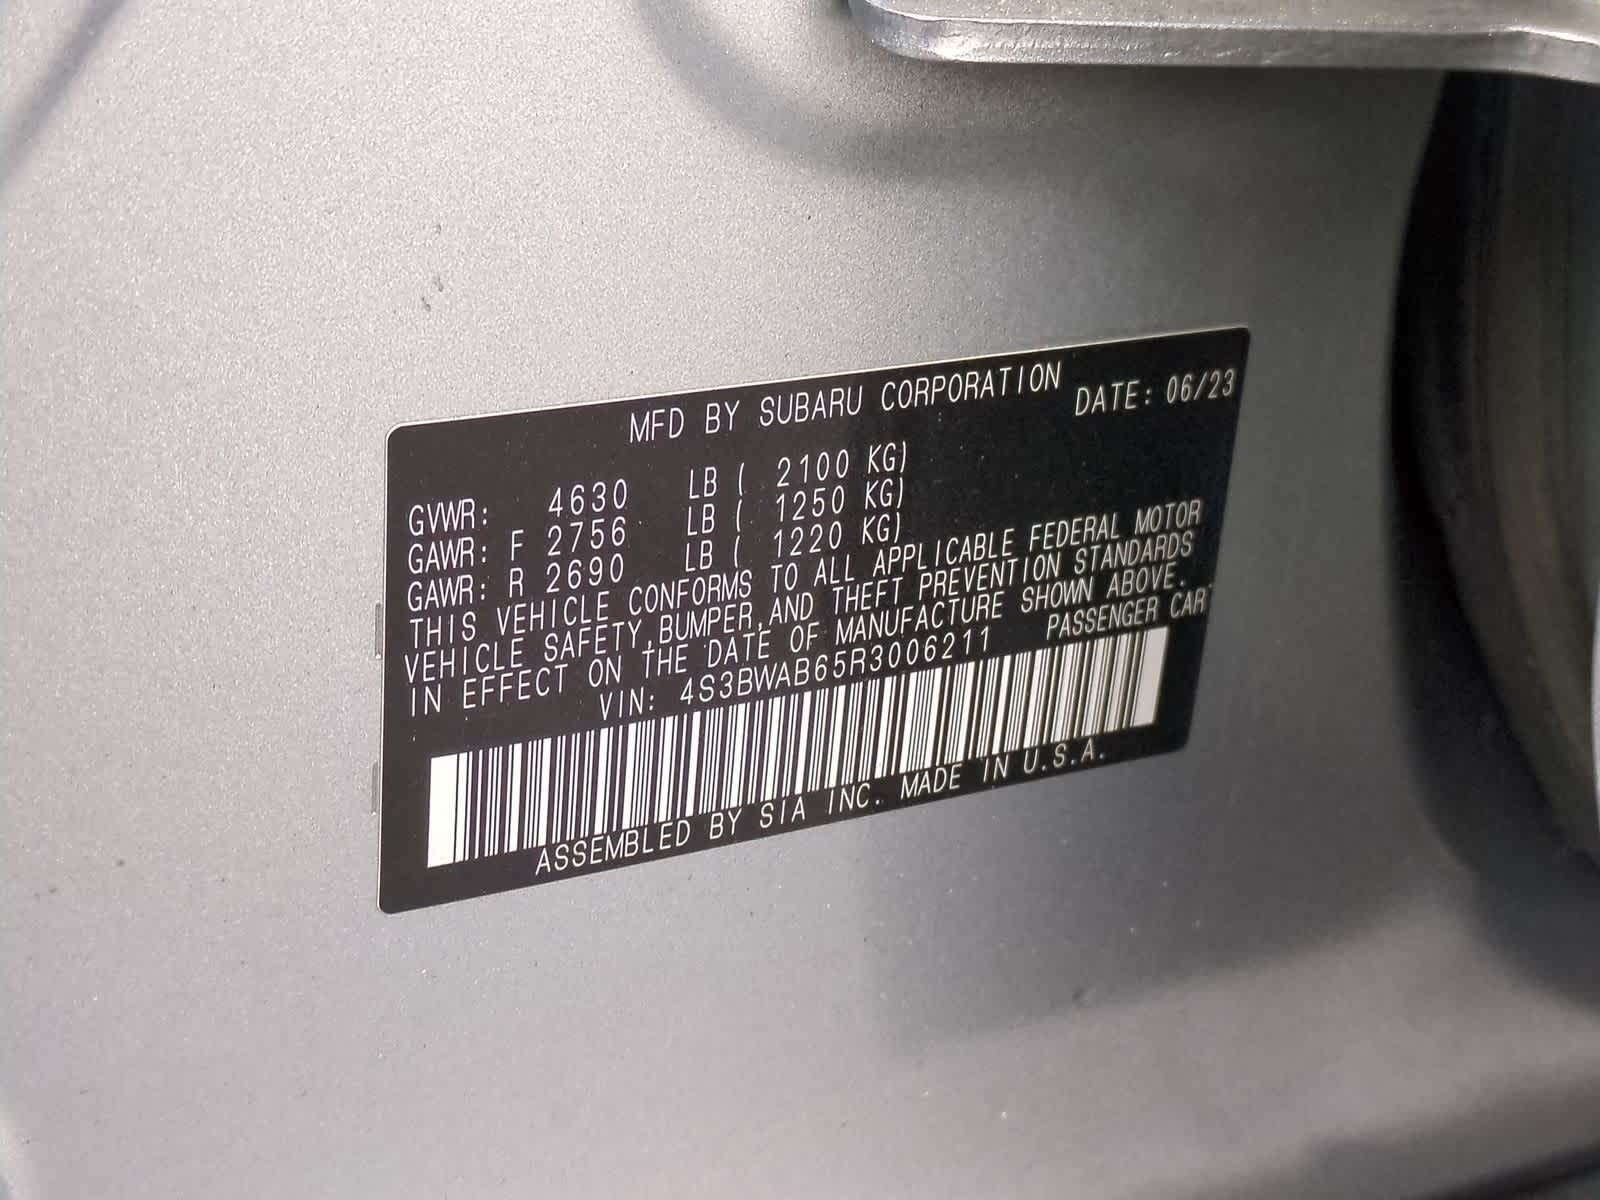 MFD BY SUBARU CORPORATION DATE: 06/23
GVWR: 4630 LB ( 2100 KG)
GAWR: F 2756 LB ( 1250 KG)
GAWR: R 2690 LB ( 1220 KG)
THIS VEHICLE CONFORMS TO ALL APPLICABLE FEDERAL MOTOR
VEHICLE SAFETY,BUMPER,AND THEFT PREVENTION STANDARDS
IN EFFECT ON THE DATE OF MANUFACTURE SHOWN ABOVE.
VIN: 4S3BWAB65R3006211 PASSENGER CAR
ASSEMBLED BY SIA INC. MADE IN U.S.A.